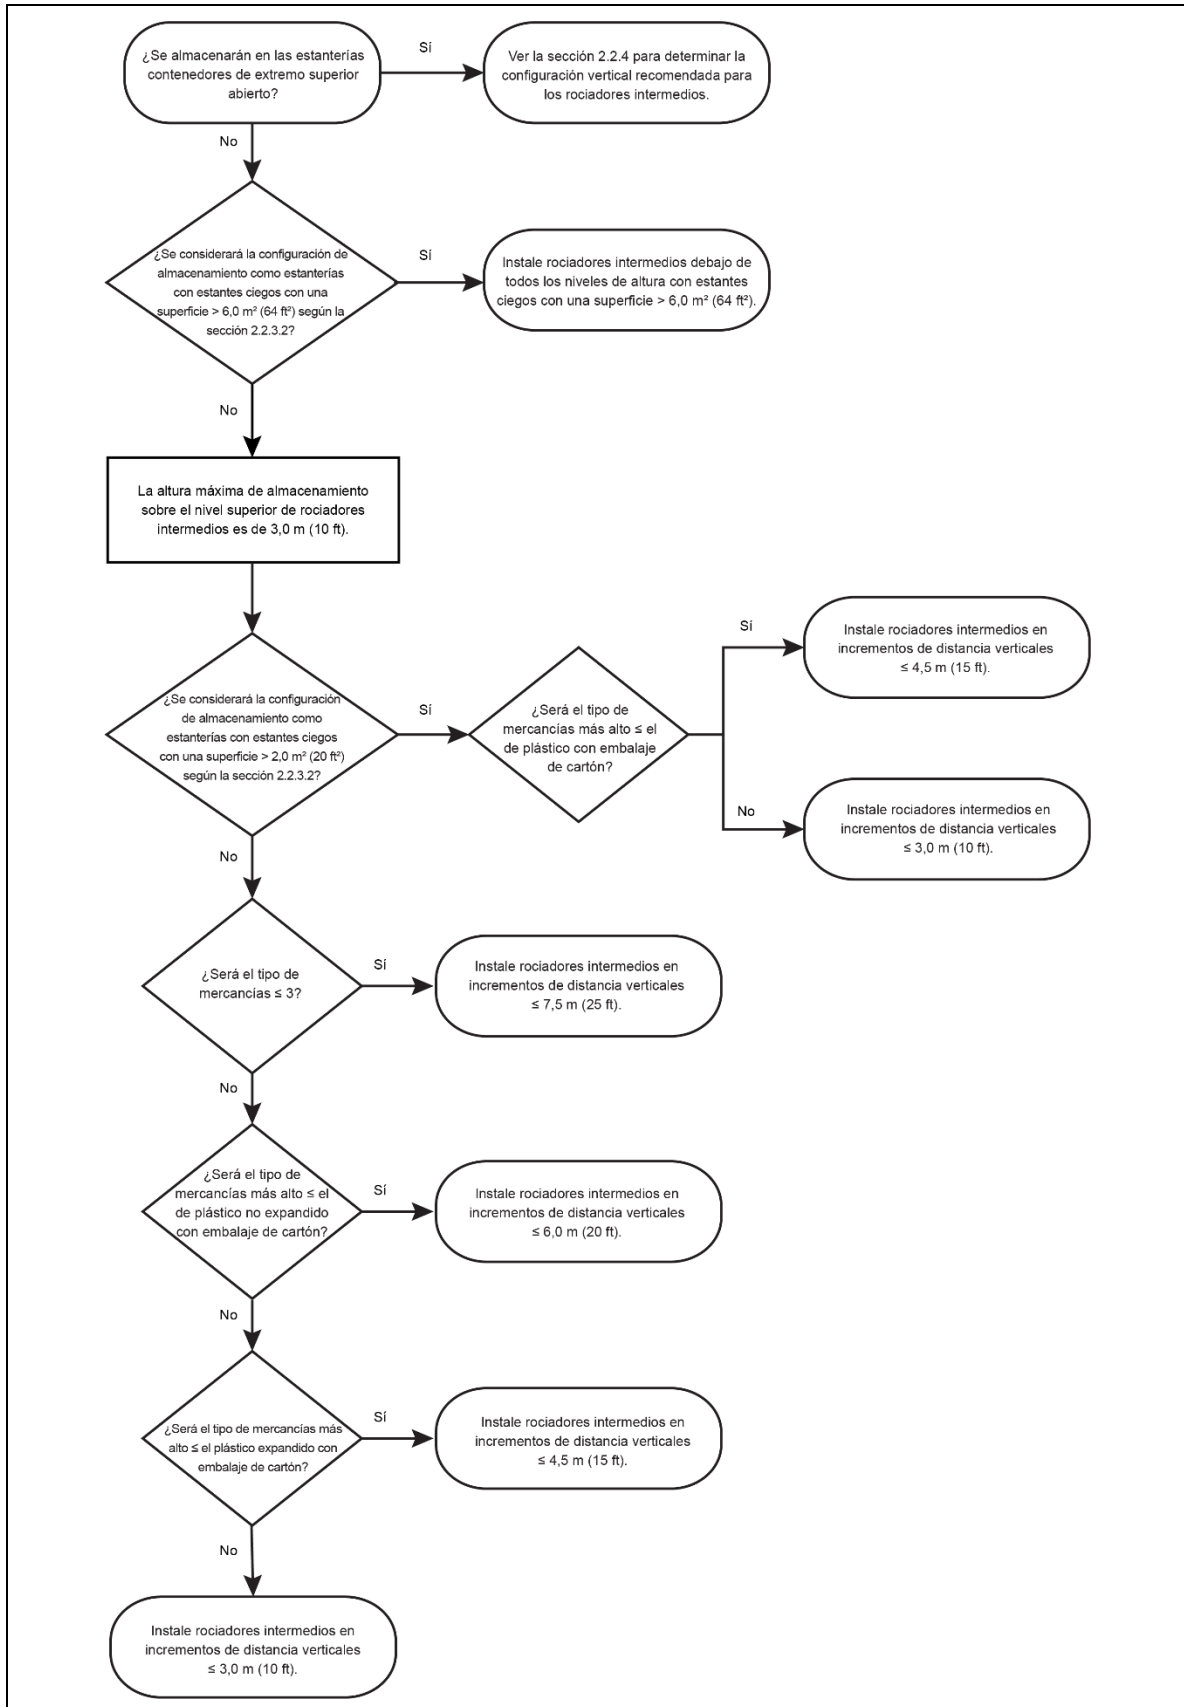 ¿Se almacenarán en las estanterías
contenedores de extremo superior
abierto?
Sí
Ver la sección 2.2.4 para determinar la
configuración vertical recomendada para
los rociadores intermedios.
No
¿Se considerará la configuración de
almacenamiento como estanterías
con estantes ciegos con una
superficie > 6,0 m² (64 ft²) según la
sección 2.2.3.2?
Sí
Instale rociadores intermedios debajo de
todos los niveles de altura con estantes
ciegos con una superficie > 6,0 m² (64 ft²).
No
La altura máxima de almacenamiento
sobre el nivel superior de rociadores
intermedios es de 3,0 m (10 ft).
¿Se considerará la configuración
de almacenamiento como
estanterías con estantes ciegos
con una superficie > 2,0 m² (20 ft²)
según la sección 2.2.3.2?
Sí
¿Será el tipo de
mercancías más alto ≤ el
de plástico con embalaje
de cartón?
Sí
Instale rociadores intermedios en
incrementos de distancia verticales
≤ 4,5 m (15 ft).
No
Instale rociadores intermedios en
incrementos de distancia verticales
≤ 3,0 m (10 ft).
No
¿Será el tipo de
mercancías ≤ 3?
Sí
Instale rociadores intermedios en
incrementos de distancia verticales
≤ 7,5 m (25 ft).
No
¿Será el tipo de
mercancías más alto ≤ el
de plástico no expandido
con embalaje de cartón?
Sí
Instale rociadores intermedios en
incrementos de distancia verticales
≤ 6,0 m (20 ft).
No
¿Será el tipo de mercancías más
alto ≤ el plástico expandido con
embalaje de cartón?
Sí
Instale rociadores intermedios en
incrementos de distancia verticales
≤ 4,5 m (15 ft).
No
Instale rociadores intermedios en
incrementos de distancia verticales
≤ 3,0 m (10 ft).